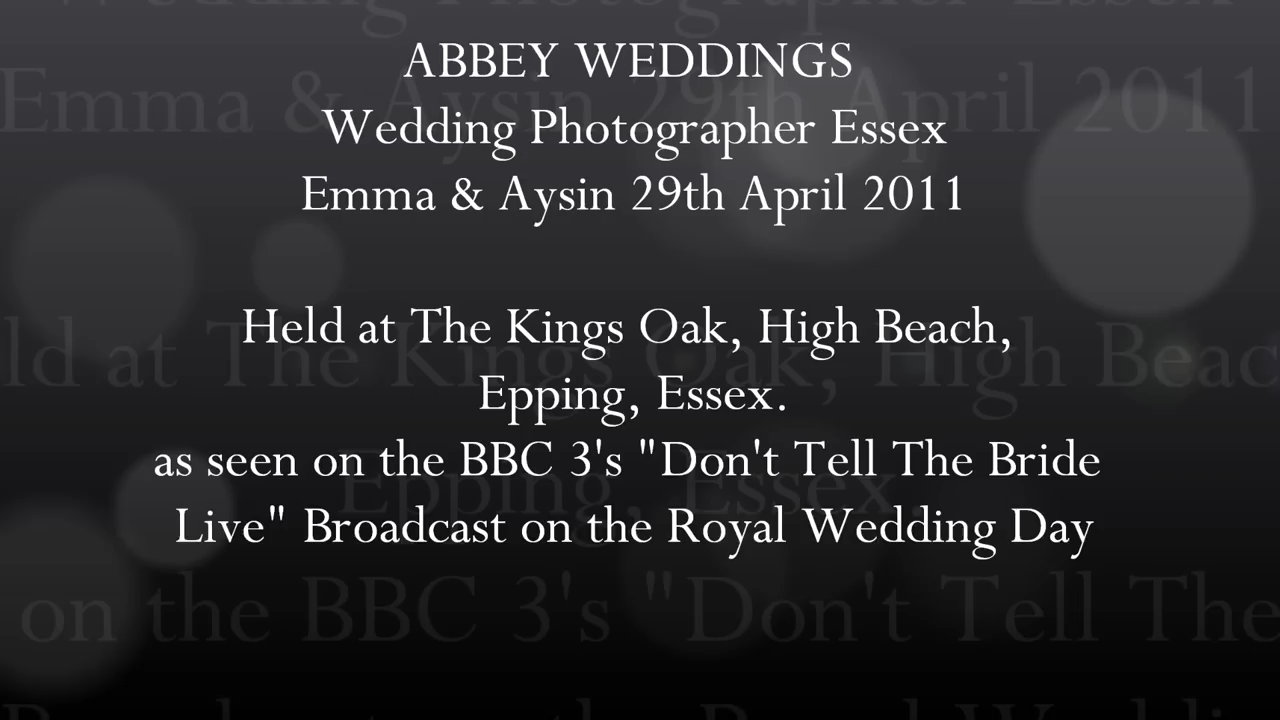 ABBEY WEDDINGS
Wedding Photographer Essex
Emma & Aysin 29th April 2011
Held at The Kings Oak, High Beach,
Epping, Essex.
as seen on the BBC 3's "Don't Tell The Bride
Live" Broadcast on the Royal Wedding Day